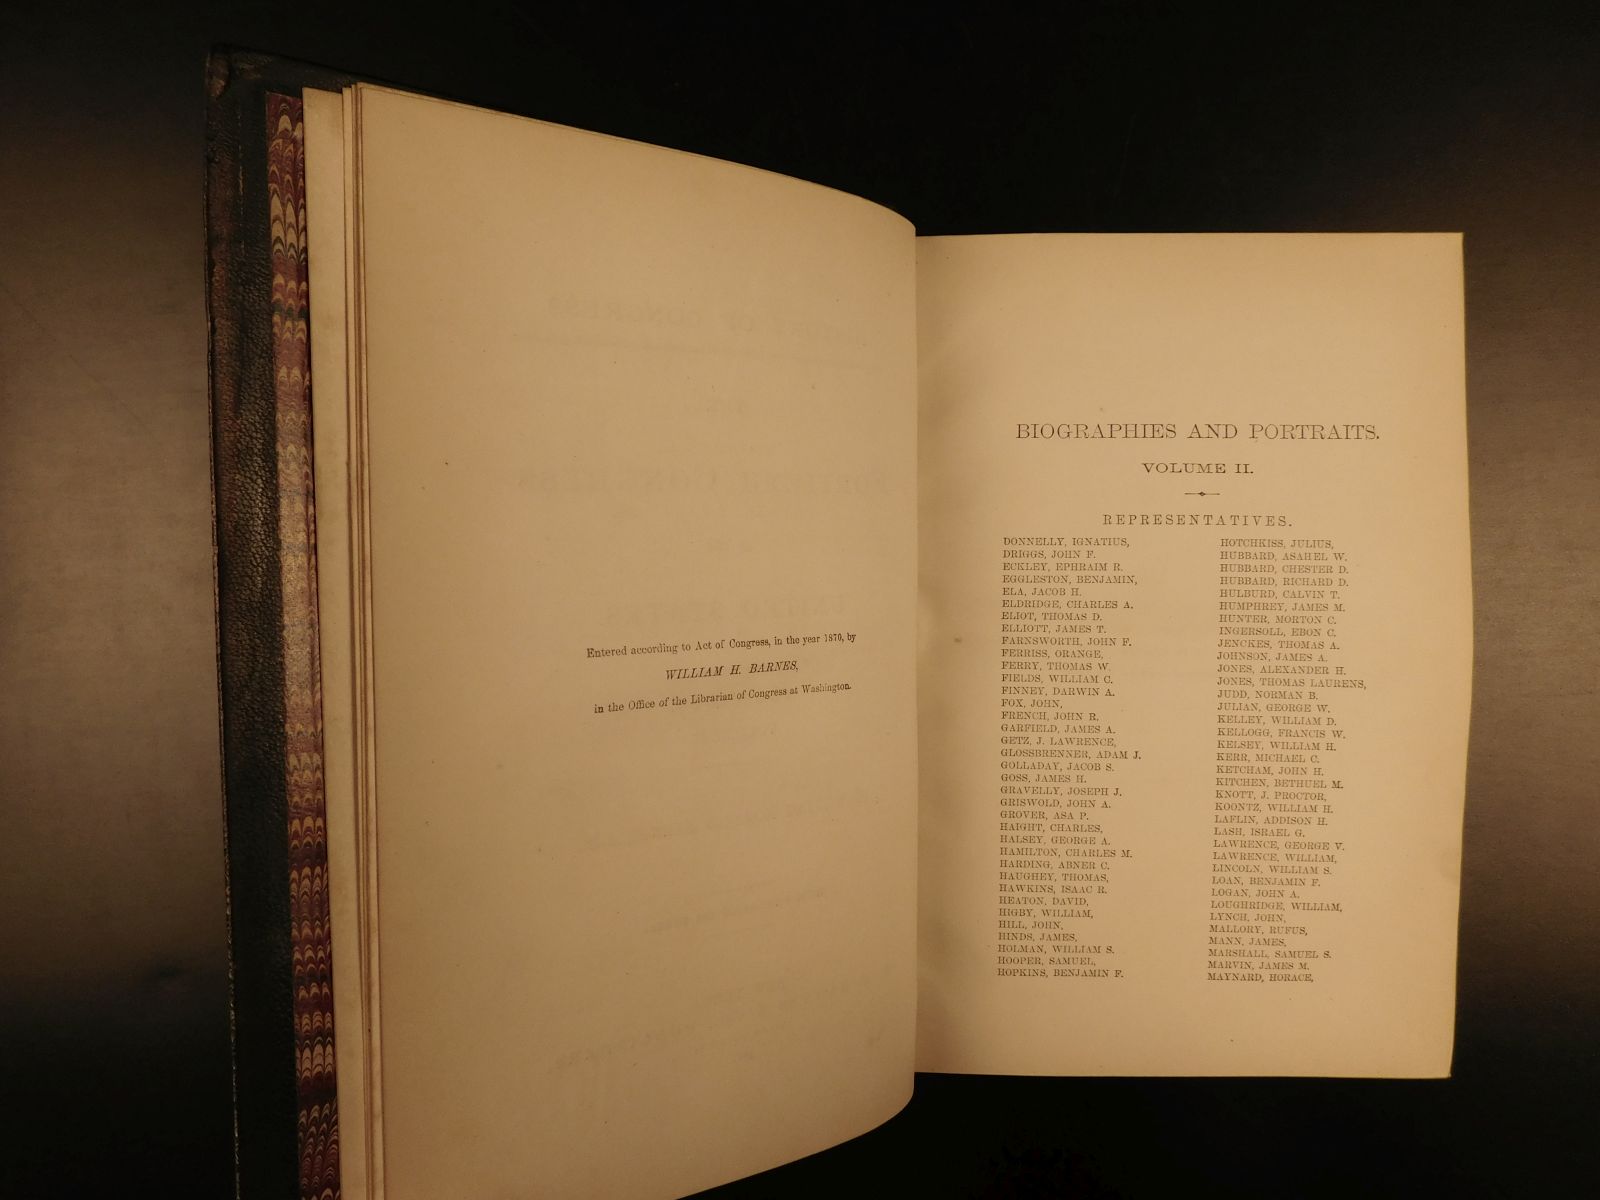 Entered according to Act of Congress, in the year 1870, by
WILLIAM H. BARNES,
in the Office of the Librarian of Congress at Washington.
BIOGRAPHIES AND PORTRAITS.
VOLUME II.
REPRESENTATIVES.
DONNELLY, IGNATIUS,
DRIGGS, JOHN F.
ECKLEY, EPHRAIM R.
EGGLESTON, BENJAMIN,
ELA, JACOB H.
ELDRIDGE, CHARLES A.
ELIOT, THOMAS D.
ELLIOTT, JAMES T.
FARNSWORTH, JOHN F.
FERRISS, ORANGE,
FERRY, THOMAS W.
FIELDS, WILLIAM C.
FINNEY, DARWIN A.
FOX, JOHN,
FRENCH, JOHN R.
GARFIELD, JAMES A.
GETZ, J. LAWRENCE,
GLOSSBRENNER, ADAM J.
GOLLADAY, JACOB S.
GOSS, JAMES H.
GRAVELLY, JOSEPH J.
GRISWOLD, JOHN A.
GROVER, ASA P.
HAIGHT, CHARLES,
HALSEY, GEORGE A.
HAMILTON, CHARLES M.
HARDING, ABNER C.
HAUGHEY, THOMAS,
HAWKINS, ISAAC R.
HEATON, DAVID,
HIGBY, WILLIAM,
HILL, JOHN,
HINDS, JAMES,
HOLMAN, WILLIAM S.
HOOPER, SAMUEL,
HOPKINS, BENJAMIN F.
HOTCHKISS, JULIUS,
HUBBARD, ASAHEL W.
HUBBARD, CHESTER D.
HUBBARD, RICHARD D.
HULBURD, CALVIN T.
HUMPHREY, JAMES M.
HUNTER, MORTON C.
INGERSOLL, EBON C.
JENCKES, THOMAS A.
JOHNSON, JAMES A.
JONES, ALEXANDER H.
JONES, THOMAS LAURENS,
JUDD, NORMAN B.
JULIAN, GEORGE W.
KELLEY, WILLIAM D.
KELLOGG, FRANCIS W.
KELSEY, WILLIAM H.
KERR, MICHAEL C.
KETCHAM, JOHN H.
KITCHEN, BETHUEL M.
KNOTT, J. PROCTOR,
KOONTZ, WILLIAM H.
LAFLIN, ADDISON H.
LASH, ISRAEL G.
LAWRENCE, GEORGE V.
LAWRENCE, WILLIAM,
LINCOLN, WILLIAM S.
LOAN, BENJAMIN F.
LOGAN, JOHN A.
LOUGHRIDGE, WILLIAM,
LYNCH, JOHN,
MALLORY, RUFUS,
MANN, JAMES,
MARSHALL, SAMUEL S.
MARVIN, JAMES M.
MAYNARD, HORACE,